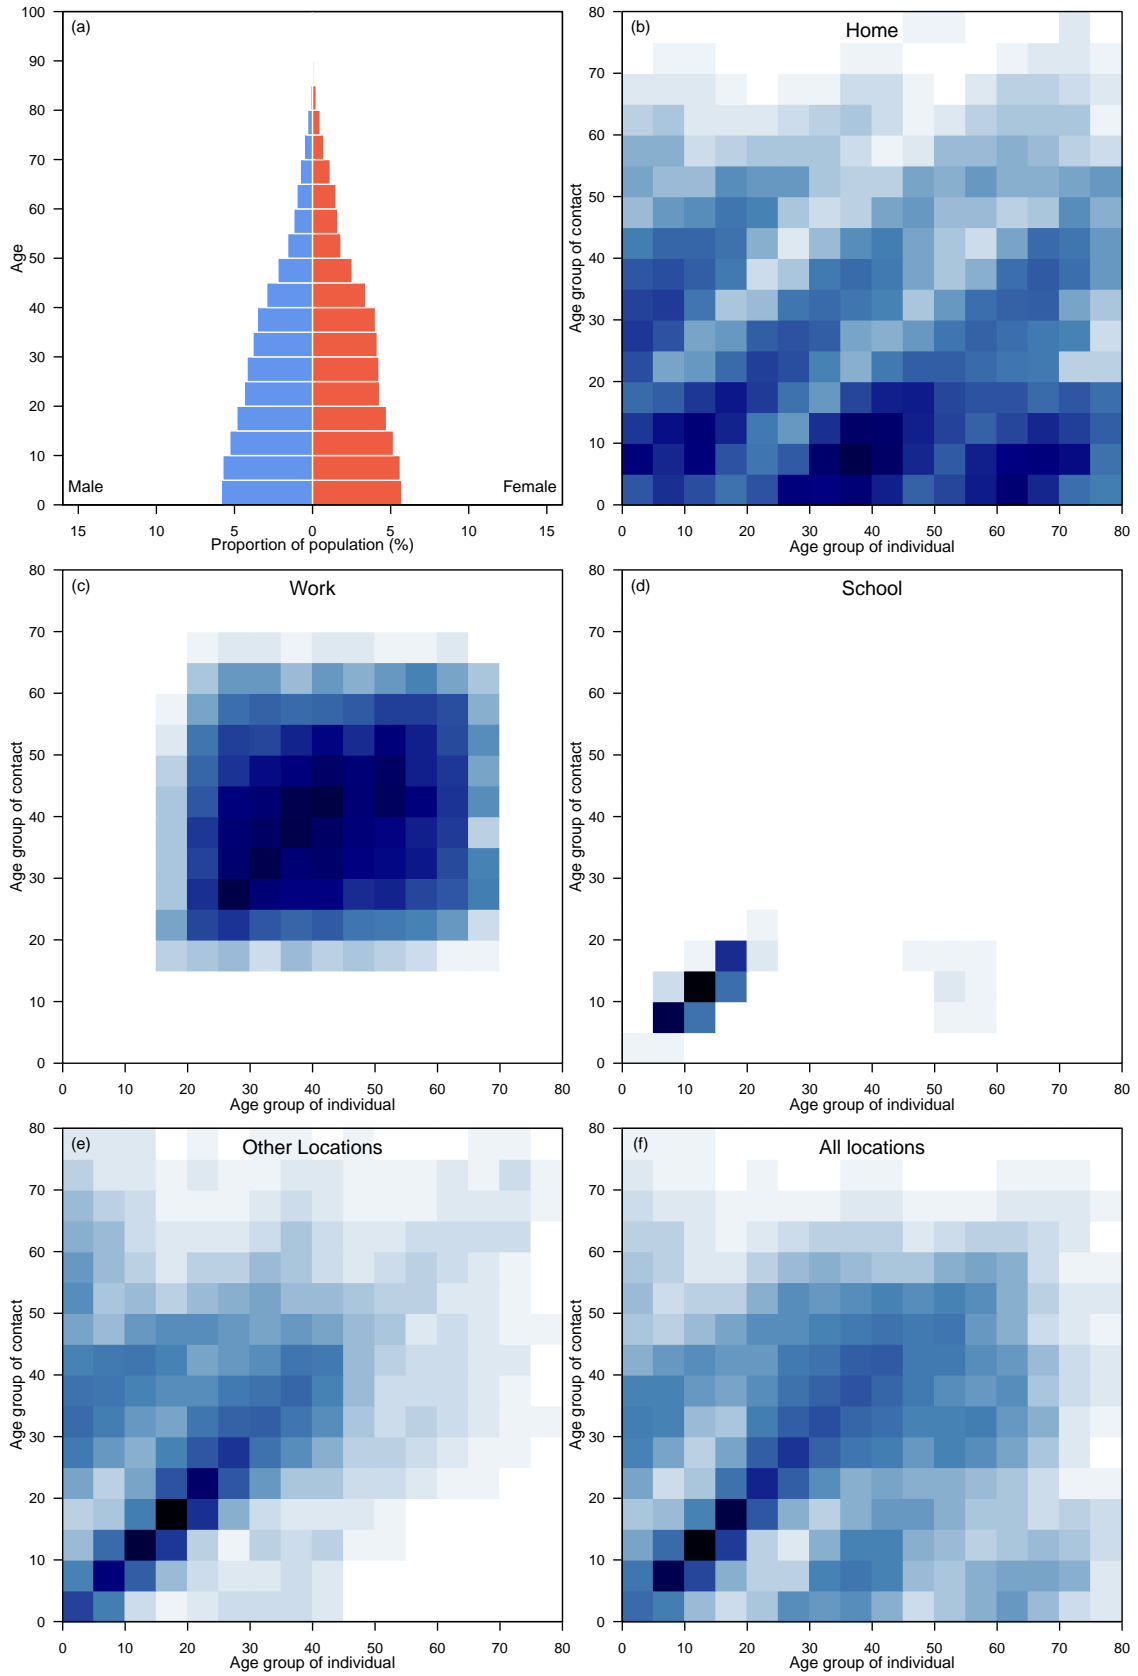 (a)
100
90
80
70
60
50
40
30
20
10
0
Age
Male
Female
15 10 5 0 5 10 15
Proportion of population (%)
(b)
Home
80
70
60
50
40
30
20
10
0
Age group of contact
0 10 20 30 40 50 60 70 80
Age group of individual
(c)
Work
80
70
60
50
40
30
20
10
0
Age group of contact
0 10 20 30 40 50 60 70 80
Age group of individual
(d)
School
80
70
60
50
40
30
20
10
0
Age group of contact
0 10 20 30 40 50 60 70 80
Age group of individual
(e)
Other Locations
80
70
60
50
40
30
20
10
0
Age group of contact
0 10 20 30 40 50 60 70 80
Age group of individual
(f)
All locations
80
70
60
50
40
30
20
10
0
Age group of contact
0 10 20 30 40 50 60 70 80
Age group of individual